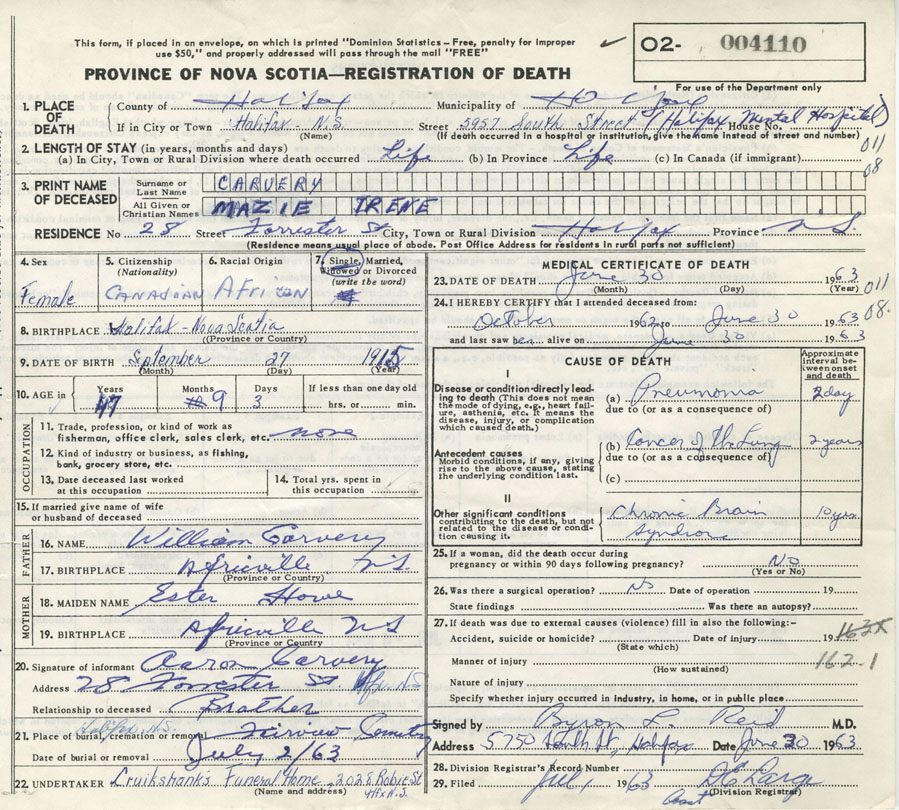 This form, if placed in an envelope, on which is printed "Dominion Statistics – Free, penalty for improper
use $50," and properly addressed will pass through the mail "FREE"
✓ O2- 004110
For use of the Department only
PROVINCE OF NOVA SCOTIA—REGISTRATION OF DEATH
1. PLACE OF DEATH
County of Halifax Municipality of Halifax
If in City or Town Halifax - N.S Street 5957 South Street (Halifax Mental Hospital) House No.
(Name) (If death occurred in a hospital or institution, give the name instead of street and number)
011
08
2. LENGTH OF STAY (in years, months and days)
(a) In City, Town or Rural Division where death occurred Life (b) In Province Life (c) In Canada (if immigrant)
3. PRINT NAME OF DECEASED
Surname or Last Name CARVERY
All Given or Christian Names MAZIE IRENE
RESIDENCE No 28 Street Forrester St City, Town or Rural Division Halifax Province N.S.
(Residence means usual place of abode. Post Office Address for residents in rural parts not sufficient)
4. Sex
Female
5. Citizenship
(Nationality)
CANADIAN
6. Racial Origin
AFRICAN
7. Single, Married,
Widowed or Divorced
(write the word)
8. BIRTHPLACE Halifax - Nova Scotia
(Province or Country)
9. DATE OF BIRTH September 27 1915
(Month) (Day) (Year)
10. AGE in Years 47 Months 9 Days 3 If less than one day old
hrs. or min.
OCCUPATION
11. Trade, profession, or kind of work as
fisherman, office clerk, sales clerk, etc. none
12. Kind of industry or business, as fishing,
bank, grocery store, etc.
13. Date deceased last worked
at this occupation
14. Total yrs. spent in
this occupation
15. If married give name of wife
or husband of deceased
FATHER
16. NAME William Carvery
17. BIRTHPLACE Africville N.S.
(Province or Country)
MOTHER
18. MAIDEN NAME Ester Howe
19. BIRTHPLACE Africville N S
(Province or Country)
20. Signature of informant Aaron Carvery
Address 28 Forrester St Hfx. N.S.
Relationship to deceased Brother
Halifax, N.S.
21. Place of burial, cremation or removal Fairview Cemetery
Date of burial or removal July 2/63
22. UNDERTAKER Cruikshank's Funeral Home 2028 Robie St
(Name and address) Hfx N.S.
MEDICAL CERTIFICATE OF DEATH
23. DATE OF DEATH June 30 1963
(Month) (Day) (Year)
011
08.
24. I HEREBY CERTIFY that I attended deceased from:
October 1962 to June 30 1963
and last saw her alive on June 30 1963
CAUSE OF DEATH
Approximate interval between onset and death
I
Disease or condition directly leading to death (This does not mean the mode of dying, e.g., heart failure, asthenia, etc. It means the disease, injury, or complication which caused death.)
(a) Pneumonia 2 day
due to (or as a consequence of)
Antecedent causes
Morbid conditions, if any, giving rise to the above cause, stating the underlying condition last.
(b) Cancer of the Lung 2 years
due to (or as a consequence of)
(c)
II
Other significant conditions
contributing to the death, but not related to the disease or condition causing it.
Chronic Brain 10 yrs.
Syndrome
25. If a woman, did the death occur during
pregnancy or within 90 days following pregnancy? No
(Yes or No)
26. Was there a surgical operation? No Date of operation 19
State findings Was there an autopsy?
27. If death was due to external causes (violence) fill in also the following:-
Accident, suicide or homicide? Date of injury 19
(State which)
163X
162.1
Manner of injury
(How sustained)
Nature of injury
Specify whether injury occurred in industry, in home, or in public place
Signed by Byron L. Reid M.D.
Address 5750 South St, Halifax Date June 30 1963
28. Division Registrar's Record Number
29. Filed Jul 1, 1963
Asst (Division Registrar)